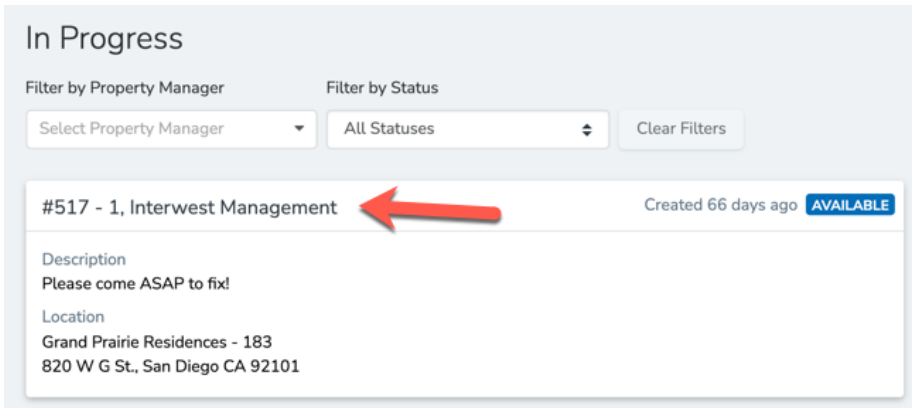 In Progress
Filter by Property Manager
Filter by Status
Select Property Manager
All Statuses
Clear Filters
#517 - 1, Interwest Management
Created 66 days ago
AVAILABLE
Description
Please come ASAP to fix!
Location
Grand Prairie Residences - 183
820 W G St., San Diego CA 92101